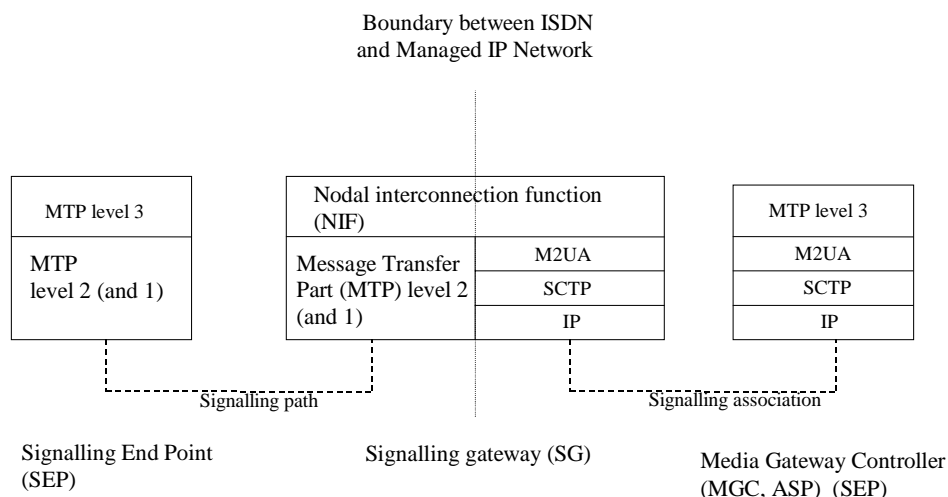 Boundary between ISDN
and Managed IP Network
MTP level 3
MTP
level 2 (and 1)
Nodal interconnection function
(NIF)
Message Transfer
Part (MTP) level 2
(and 1)
M2UA
SCTP
IP
MTP level 3
M2UA
SCTP
IP
Signalling path
Signalling association
Signalling End Point
(SEP)
Signalling gateway (SG)
Media Gateway Controller
(MGC, ASP) (SEP)